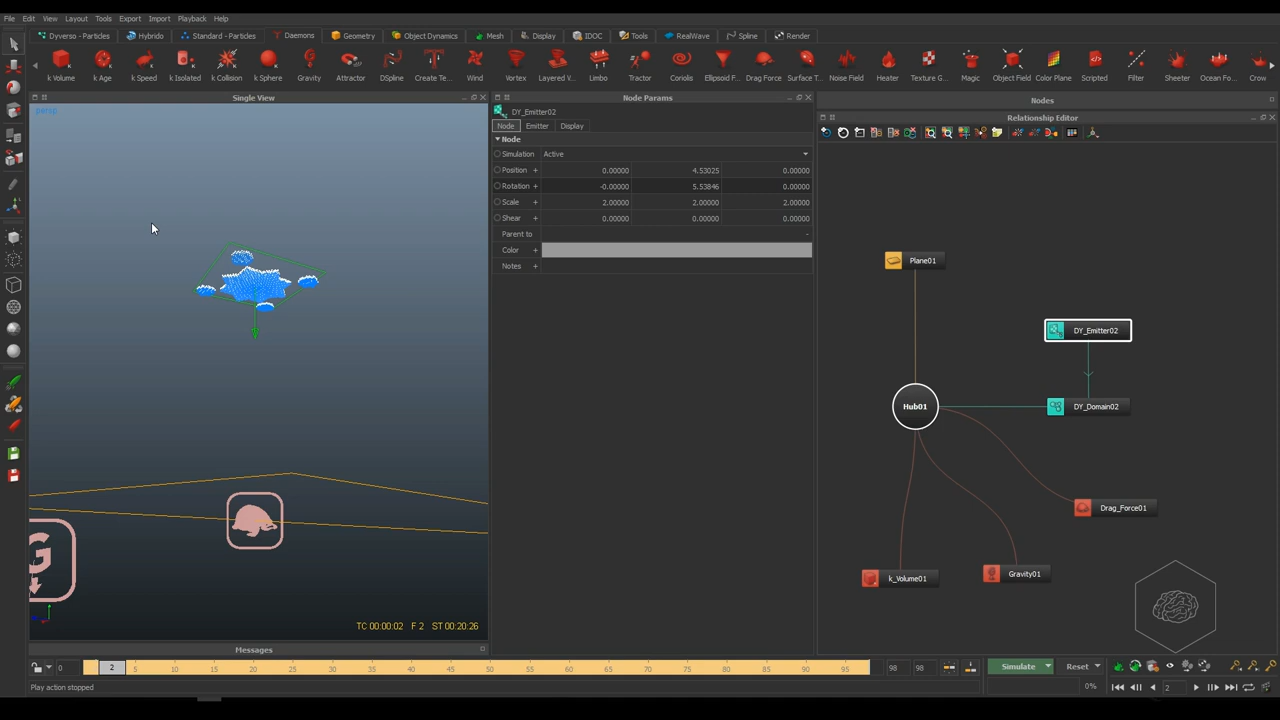 File Edit View Layout Tools Export Import Playback Help
Dyverso - Particles Hybrido Standard - Particles Daemons Geometry Object Dynamics Mesh Display IDOC Tools RealWave Spline Render
k Volume k Age k Speed k Isolated k Collision k Sphere Gravity Attractor DSpline Create Te... Wind Vortex Layered V... Limbo Tractor Coriolis Ellipsoid F... Drag Force Surface T... Noise Field Heater Texture G... Magic Object Field Color Plane Scripted Filter Sheeter Ocean Fo... Crow
Single View
Node Params
Nodes
Relationship Editor
DY_Emitter02
Node Emitter Display
Node
Simulation Active
Position + 0.00000 4.53025 0.00000
Rotation + -0.00000 5.53846 0.00000
Scale + 2.00000 2.00000 2.00000
Shear + 0.00000 0.00000 0.00000
Parent to -
Color +
Notes +
Plane01
DY_Emitter02
Hub01
DY_Domain02
Drag_Force01
k_Volume01
Gravity01
G
TC 00:00:02 F 2 ST 00:20:26
Messages
0 2 5 10 15 20 25 30 35 40 45 50 55 60 65 70 75 80 85 90 95 98 98
Simulate Reset
Play action stopped
0% 2